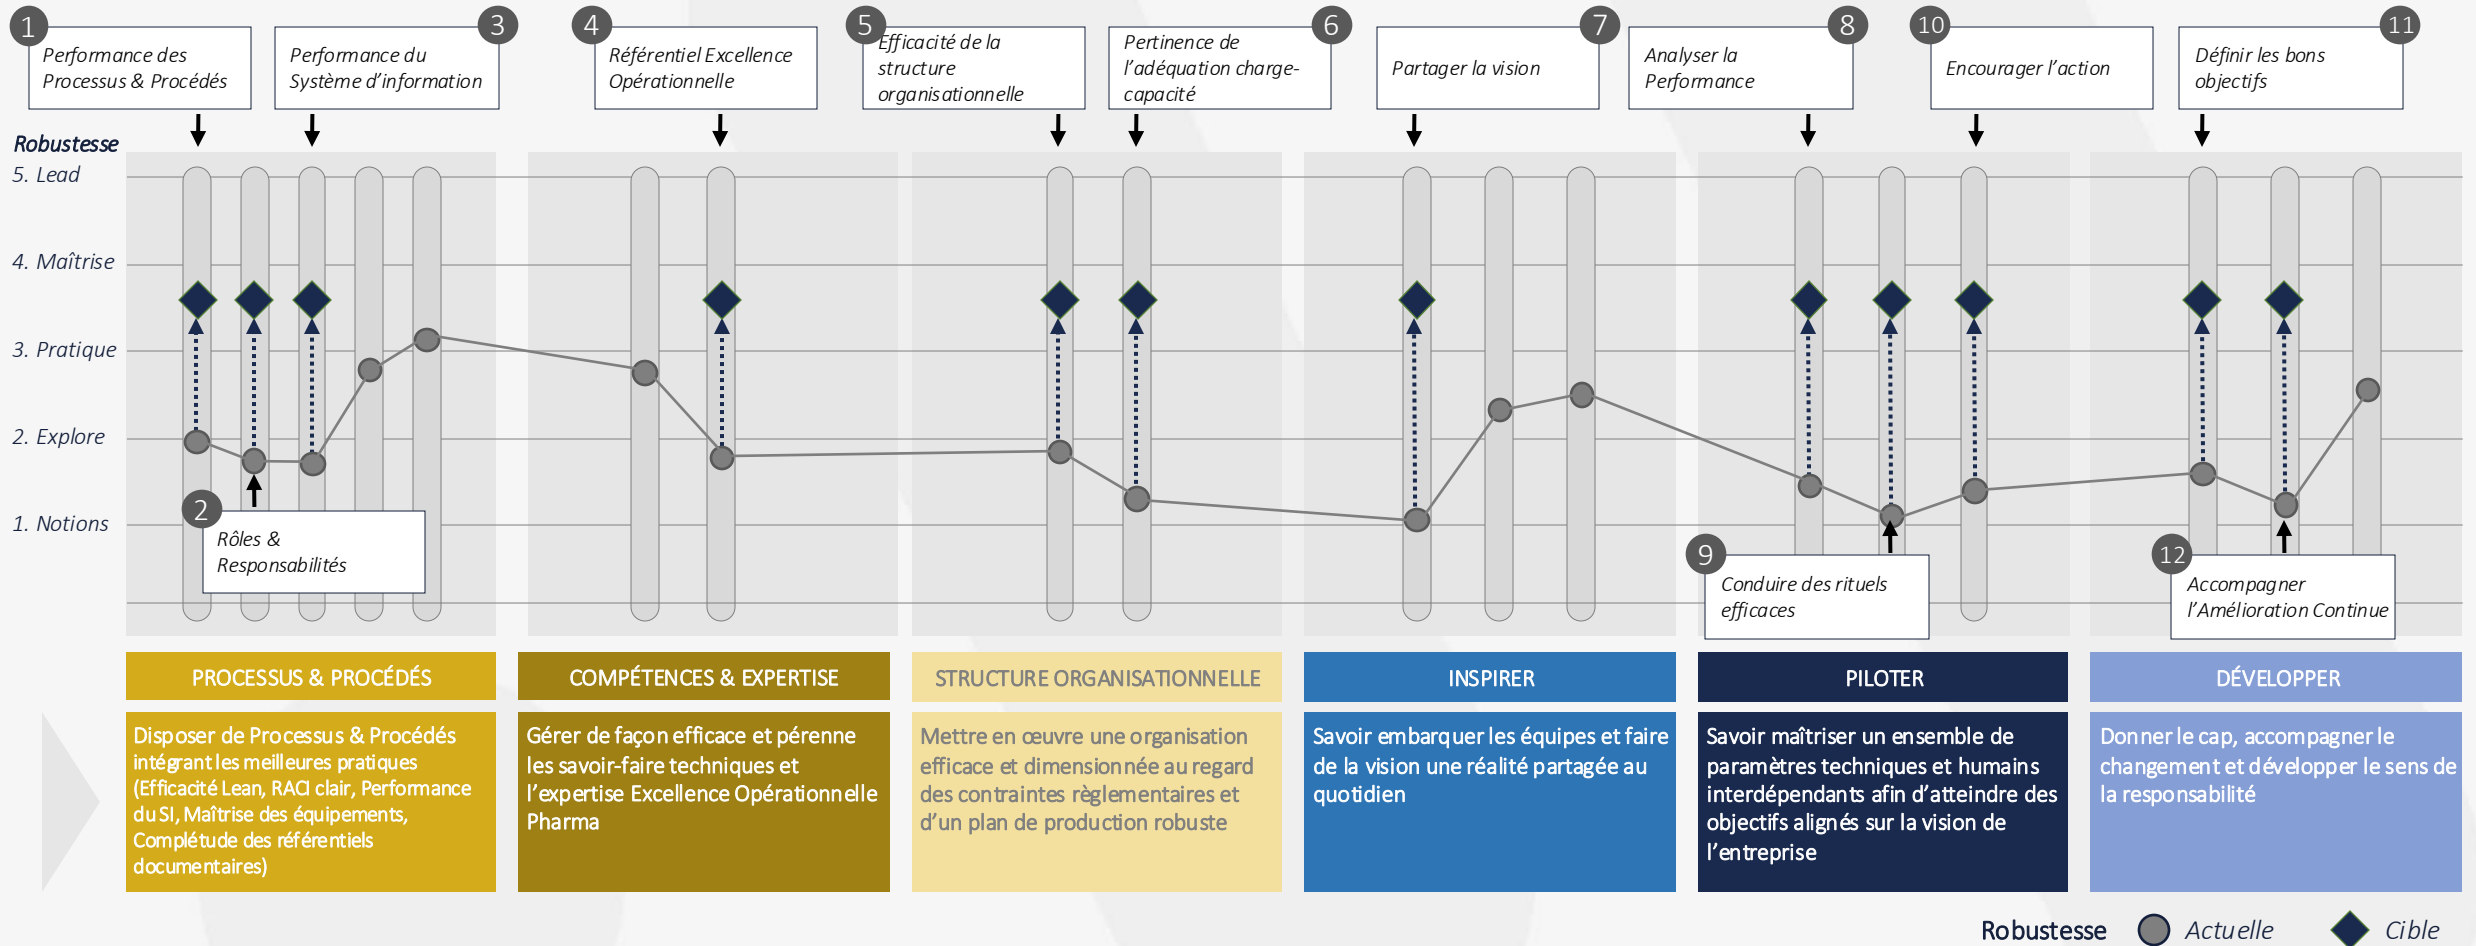 1
Performance des
Processus & Procédés
3
Performance du
Système d’information
4
Référentiel Excellence
Opérationnelle
5
Efficacité de la
structure
organisationnelle
6
Pertinence de
l’adéquation charge-
capacité
7
Partager la vision
8
Analyser la
Performance
10
Encourager l’action
11
Définir les bons
objectifs
Robustesse
5. Lead
4. Maîtrise
3. Pratique
2. Explore
1. Notions
2
Rôles &
Responsabilités
9
Conduire des rituels
efficaces
12
Accompagner
l’Amélioration Continue
PROCESSUS & PROCÉDÉS
COMPÉTENCES & EXPERTISE
STRUCTURE ORGANISATIONNELLE
INSPIRER
PILOTER
DÉVELOPPER
Disposer de Processus & Procédés
intégrant les meilleures pratiques
(Efficacité Lean, RACI clair, Performance
du SI, Maîtrise des équipements,
Complétude des référentiels
documentaires)
Gérer de façon efficace et pérenne
les savoir-faire techniques et
l’expertise Excellence Opérationnelle
Pharma
Mettre en œuvre une organisation
efficace et dimensionnée au regard
des contraintes règlementaires et
d’un plan de production robuste
Savoir embarquer les équipes et faire
de la vision une réalité partagée au
quotidien
Savoir maîtriser un ensemble de
paramètres techniques et humains
interdépendants afin d’atteindre des
objectifs alignés sur la vision de
l’entreprise
Donner le cap, accompagner le
changement et développer le sens de
la responsabilité
Robustesse
Actuelle
Cible